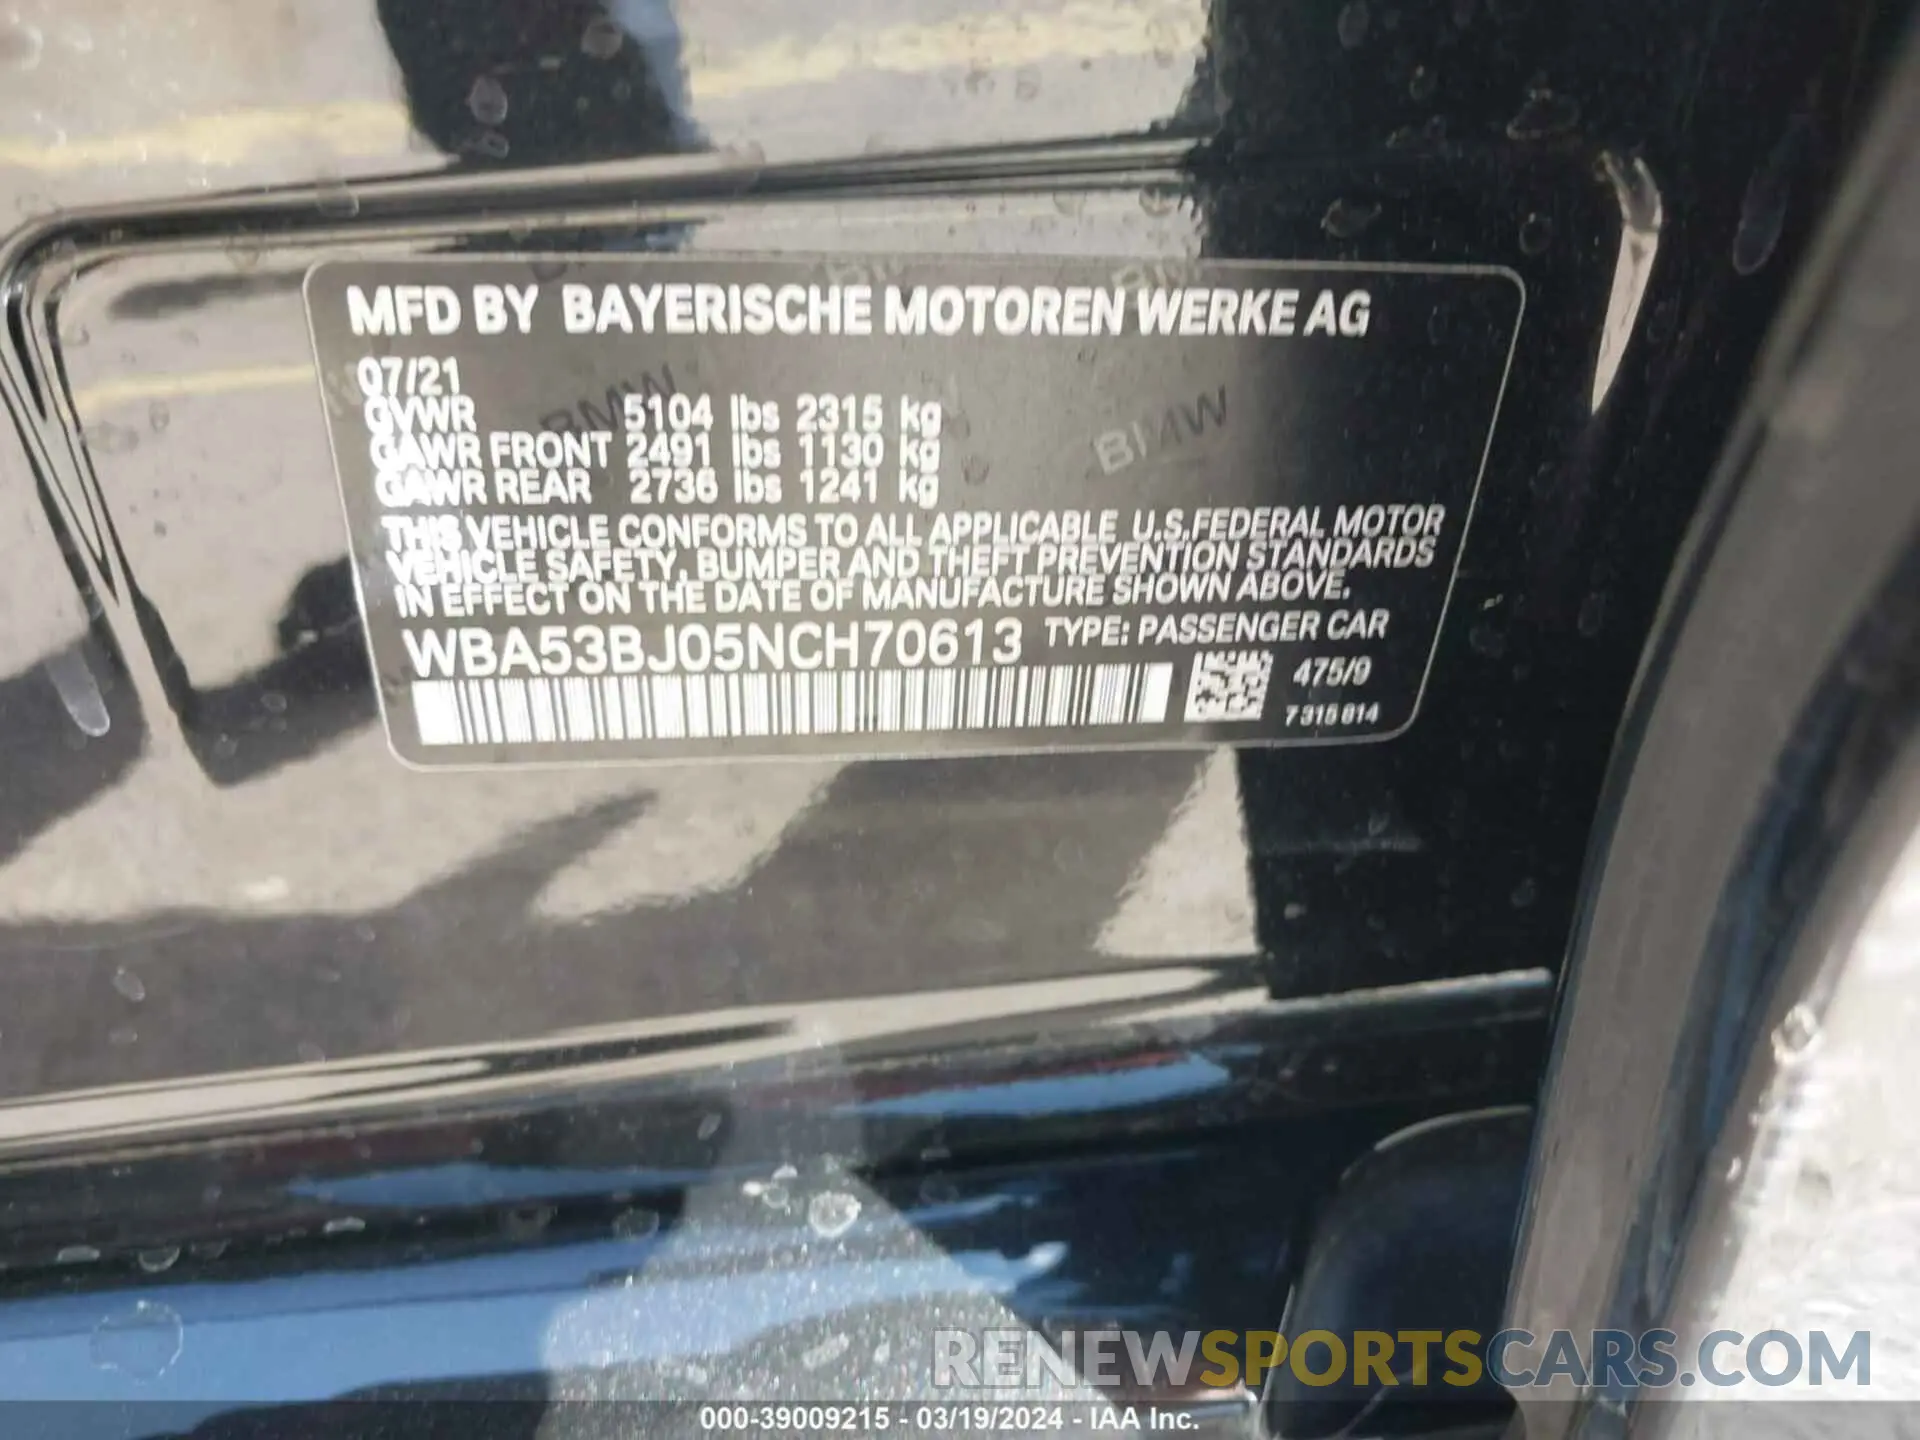 MFD BY BAYERISCHE MOTOREN WERKE AG
07/21
GVWR 5104 lbs 2315 kg
GAWR FRONT 2491 lbs 1130 kg
GAWR REAR 2736 lbs 1241 kg
THIS VEHICLE CONFORMS TO ALL APPLICABLE U.S.FEDERAL MOTOR
VEHICLE SAFETY, BUMPER AND THEFT PREVENTION STANDARDS
IN EFFECT ON THE DATE OF MANUFACTURE SHOWN ABOVE.
WBA53BJ05NCH70613 TYPE: PASSENGER CAR
475/9
7 315 814
BMW
BMW
RENEWSPORTSCARS.COM
000-39009215 - 03/19/2024 - IAA Inc.